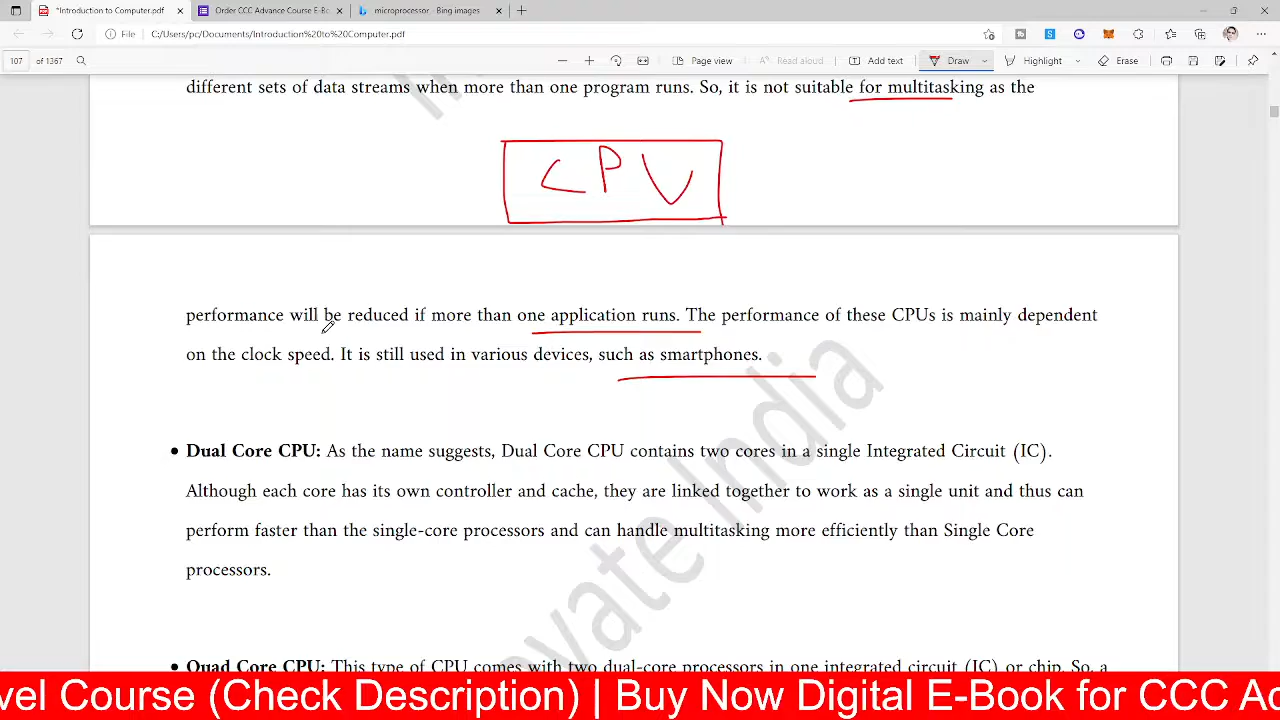 *Introduction to Computer.pdf
Order CCC Advance Course E-B
microprocessor - Bing images
File
C:/Users/pc/Documents/Introduction%20to%20Computer.pdf
107 of 1367
Page view
Read aloud
Add text
Draw
Highlight
Erase
different sets of data streams when more than one program runs. So, it is not suitable for multitasking as the
CPU
performance will be reduced if more than one application runs. The performance of these CPUs is mainly dependent
on the clock speed. It is still used in various devices, such as smartphones.
• Dual Core CPU: As the name suggests, Dual Core CPU contains two cores in a single Integrated Circuit (IC).
Although each core has its own controller and cache, they are linked together to work as a single unit and thus can
perform faster than the single-core processors and can handle multitasking more efficiently than Single Core
processors.
• Quad Core CPU: This type of CPU comes with two dual-core processors in one integrated circuit (IC) or chip. So, a
ovate India
vel Course (Check Description) | Buy Now Digital E-Book for CCC Ad